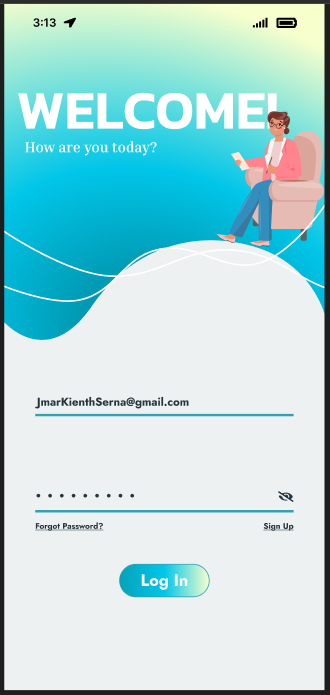 3:13
WELCOME!
How are you today?
JmarKienthSerna@gmail.com
•••••••••
Forgot Password?
Sign Up
Log In